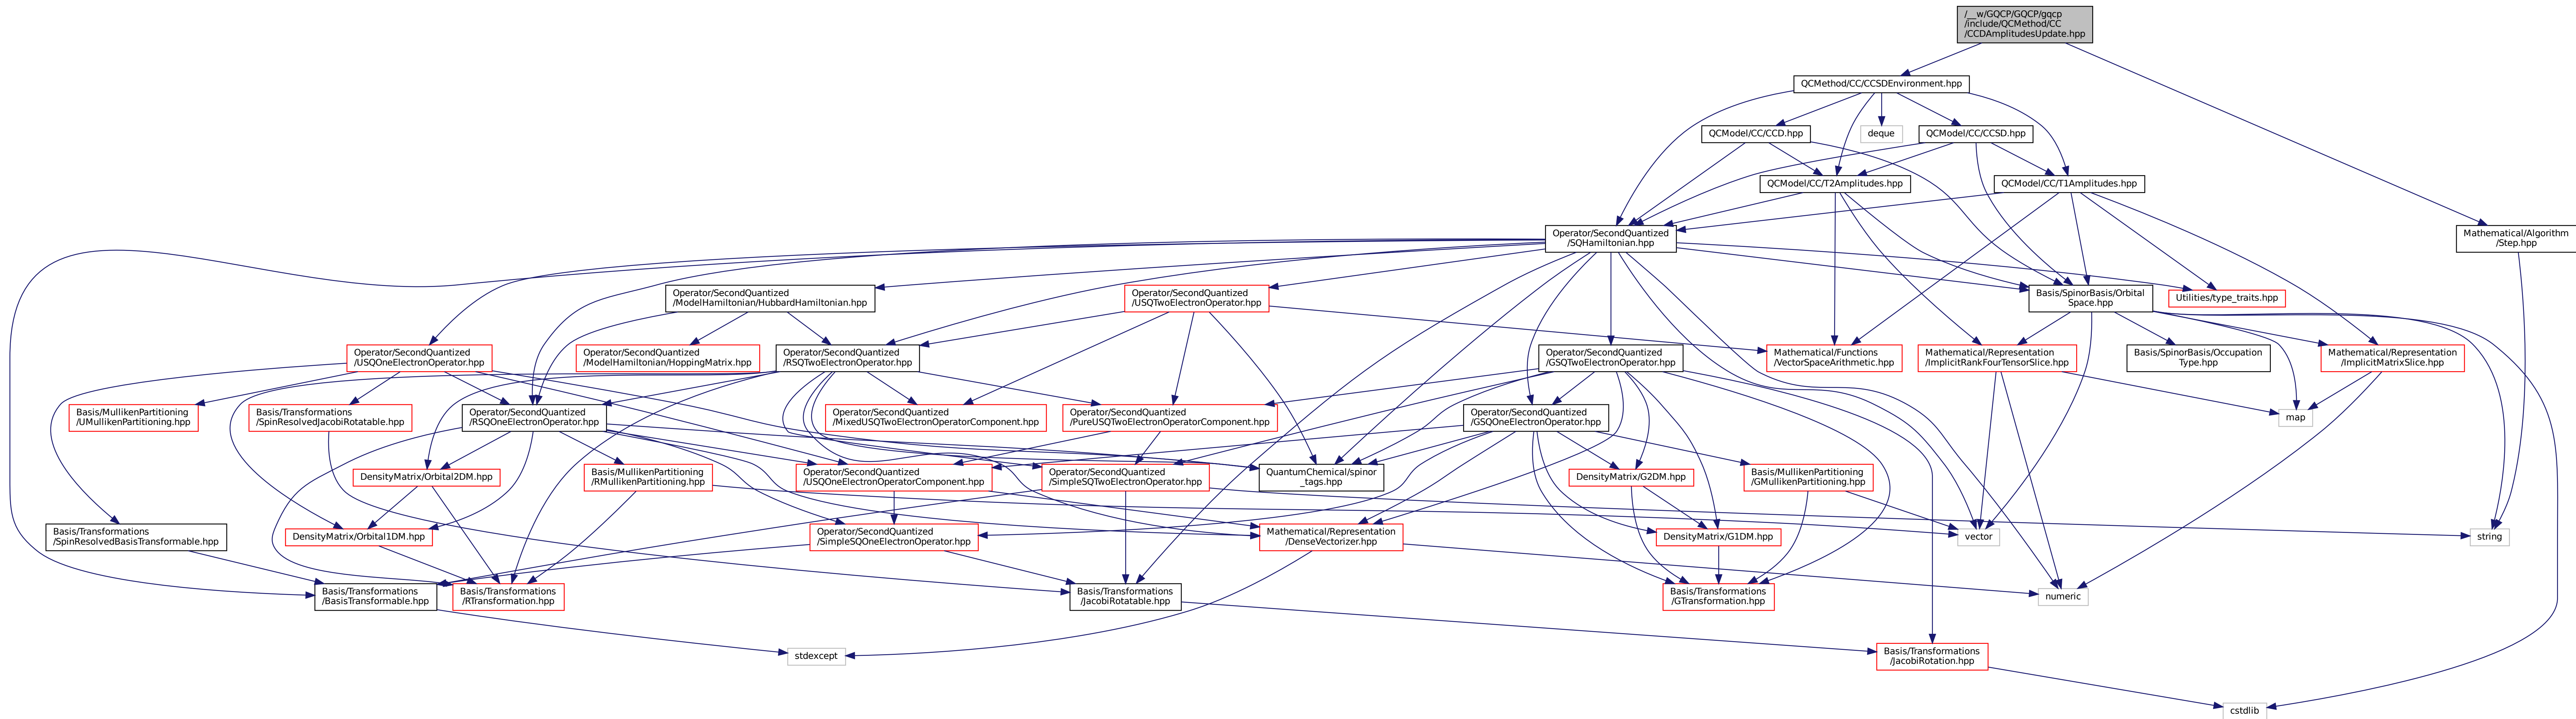 /__w/GQCP/GQCP/gqcp
/include/QCMethod/CC
/CCDAmplitudesUpdate.hpp
QCMethod/CC/CCSDEnvironment.hpp
QCModel/CC/CCD.hpp
deque
QCModel/CC/CCSD.hpp
QCModel/CC/T2Amplitudes.hpp
QCModel/CC/T1Amplitudes.hpp
Operator/SecondQuantized
/SQHamiltonian.hpp
Mathematical/Algorithm
/Step.hpp
Operator/SecondQuantized
/ModelHamiltonian/HubbardHamiltonian.hpp
Operator/SecondQuantized
/USQTwoElectronOperator.hpp
Basis/SpinorBasis/Orbital
Space.hpp
Utilities/type_traits.hpp
Operator/SecondQuantized
/USQOneElectronOperator.hpp
Operator/SecondQuantized
/ModelHamiltonian/HoppingMatrix.hpp
Operator/SecondQuantized
/RSQTwoElectronOperator.hpp
Operator/SecondQuantized
/GSQTwoElectronOperator.hpp
Mathematical/Functions
/VectorSpaceArithmetic.hpp
Mathematical/Representation
/ImplicitRankFourTensorSlice.hpp
Basis/SpinorBasis/Occupation
Type.hpp
Mathematical/Representation
/ImplicitMatrixSlice.hpp
Basis/MullikenPartitioning
/UMullikenPartitioning.hpp
Basis/Transformations
/SpinResolvedJacobiRotatable.hpp
Operator/SecondQuantized
/RSQOneElectronOperator.hpp
Operator/SecondQuantized
/MixedUSQTwoElectronOperatorComponent.hpp
Operator/SecondQuantized
/PureUSQTwoElectronOperatorComponent.hpp
Operator/SecondQuantized
/GSQOneElectronOperator.hpp
map
DensityMatrix/Orbital2DM.hpp
Basis/MullikenPartitioning
/RMullikenPartitioning.hpp
Operator/SecondQuantized
/USQOneElectronOperatorComponent.hpp
Operator/SecondQuantized
/SimpleSQTwoElectronOperator.hpp
QuantumChemical/spinor
_tags.hpp
DensityMatrix/G2DM.hpp
Basis/MullikenPartitioning
/GMullikenPartitioning.hpp
Basis/Transformations
/SpinResolvedBasisTransformable.hpp
DensityMatrix/Orbital1DM.hpp
Operator/SecondQuantized
/SimpleSQOneElectronOperator.hpp
Mathematical/Representation
/DenseVectorizer.hpp
DensityMatrix/G1DM.hpp
vector
string
Basis/Transformations
/BasisTransformable.hpp
Basis/Transformations
/RTransformation.hpp
Basis/Transformations
/JacobiRotatable.hpp
Basis/Transformations
/GTransformation.hpp
numeric
stdexcept
Basis/Transformations
/JacobiRotation.hpp
cstdlib